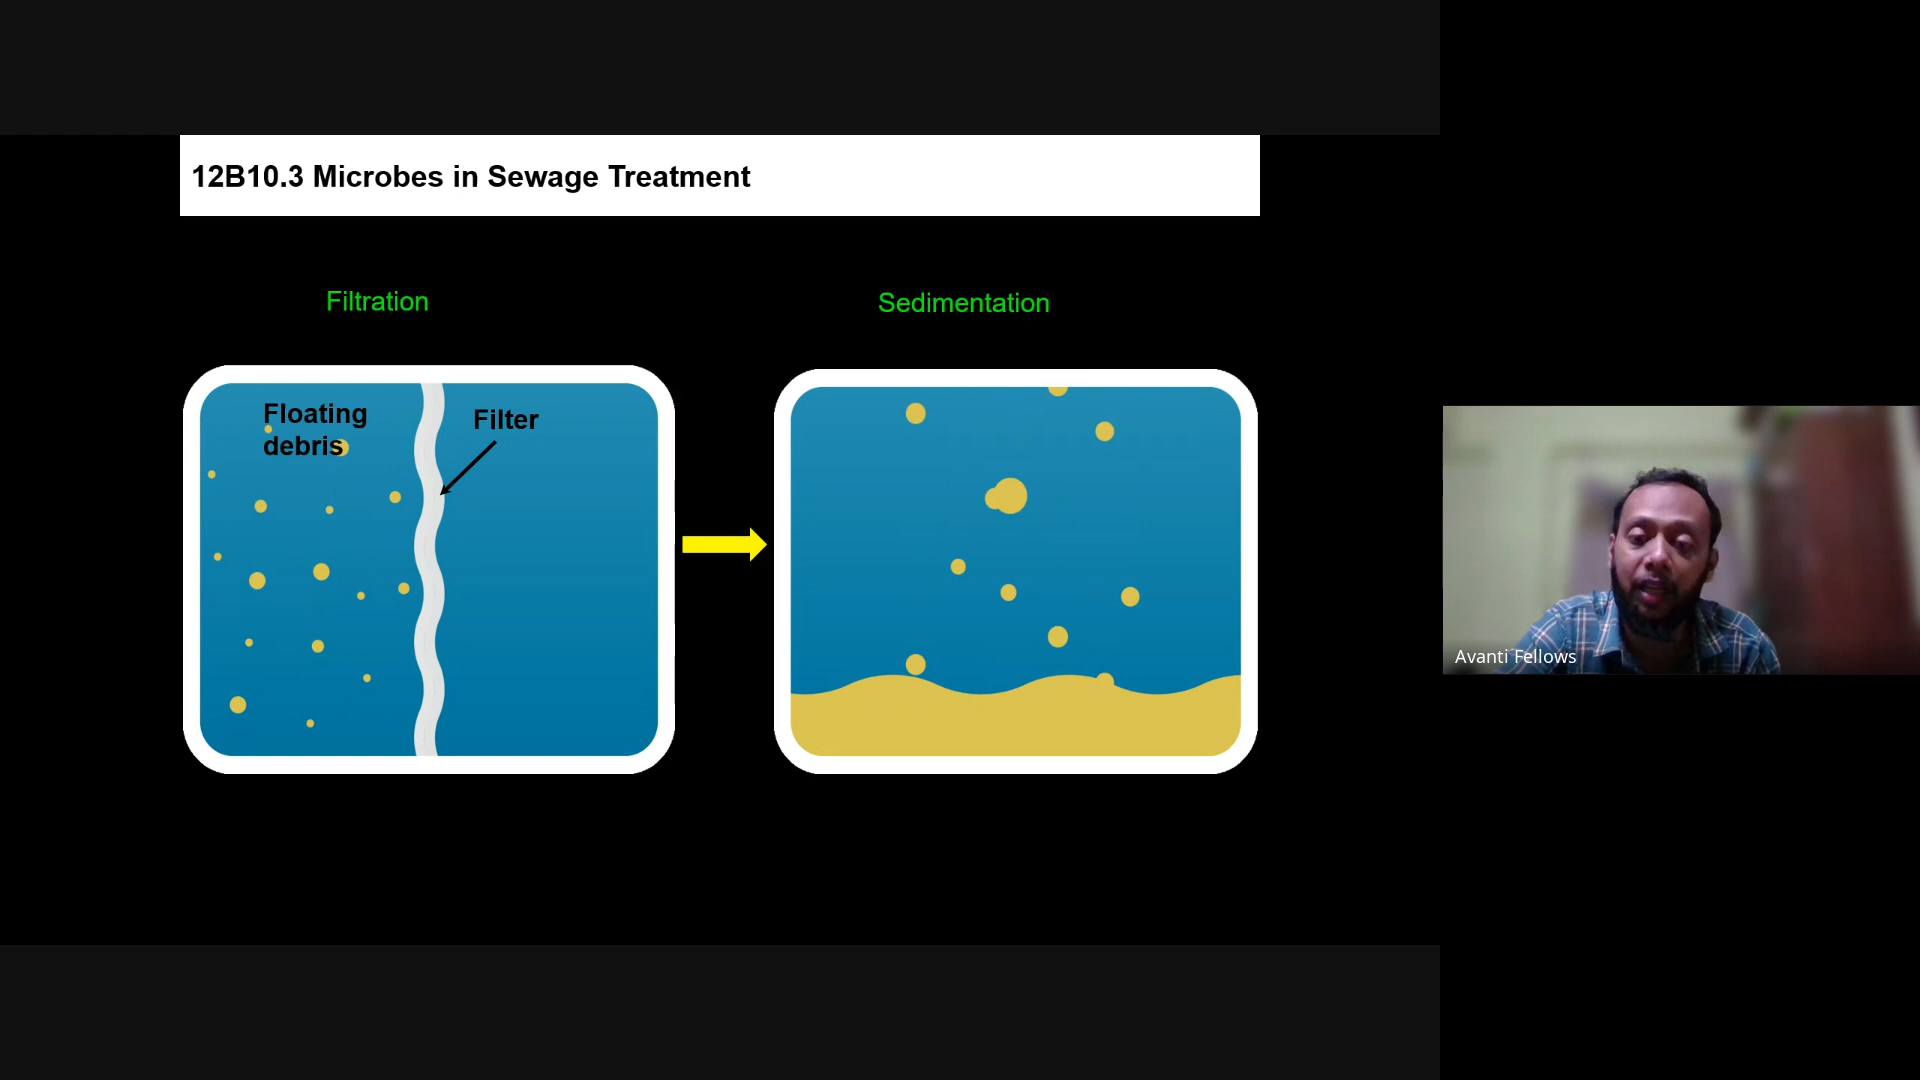 12B10.3 Microbes in Sewage Treatment
Filtration
Sedimentation
Floating
debris
Filter
Avanti Fellows